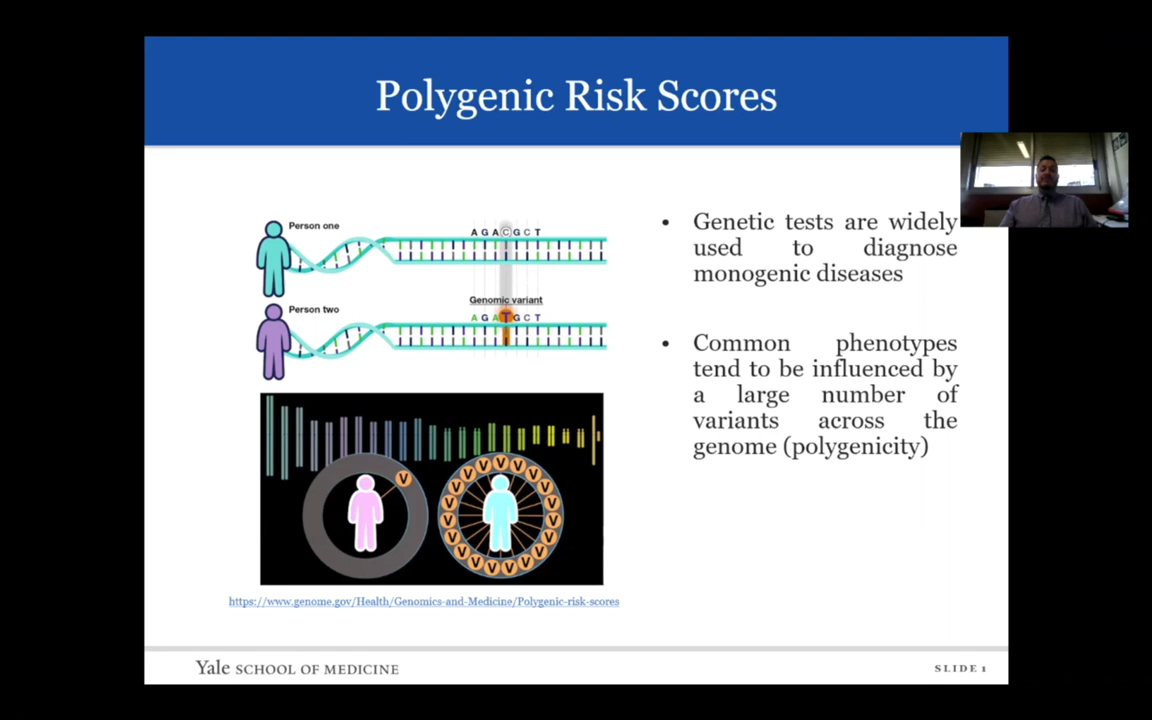 Polygenic Risk Scores
Person one
A G A C G C T
Genomic variant
Person two
A G A T G C T
V
V V V V V V V V V V V V V V V V V V V
https://www.genome.gov/Health/Genomics-and-Medicine/Polygenic-risk-scores
• Genetic tests are widely
used to diagnose
monogenic diseases
• Common phenotypes
tend to be influenced by
a large number of
variants across the
genome (polygenicity)
Yale SCHOOL OF MEDICINE
SLIDE 1